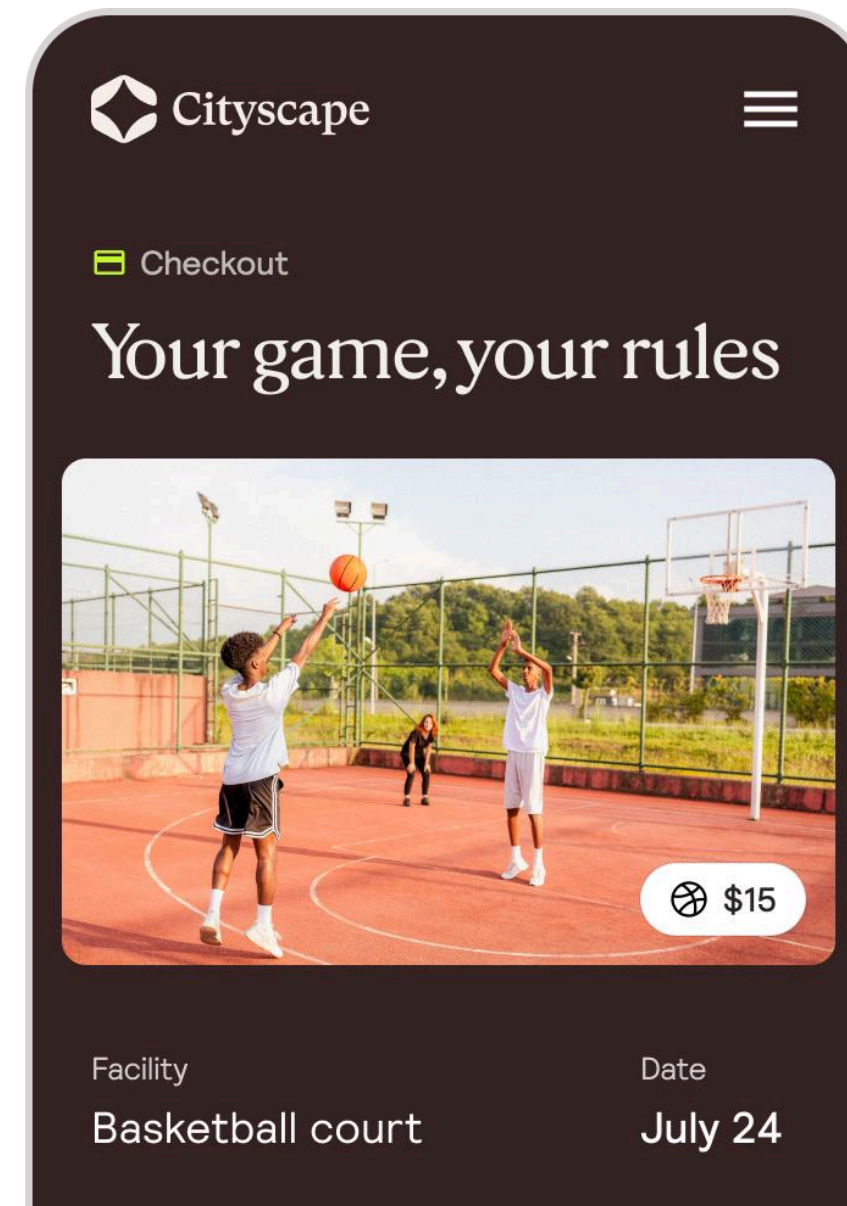 Cityscape
Checkout
Your game, your rules
$15
Facility
Date
Basketball court
July 24